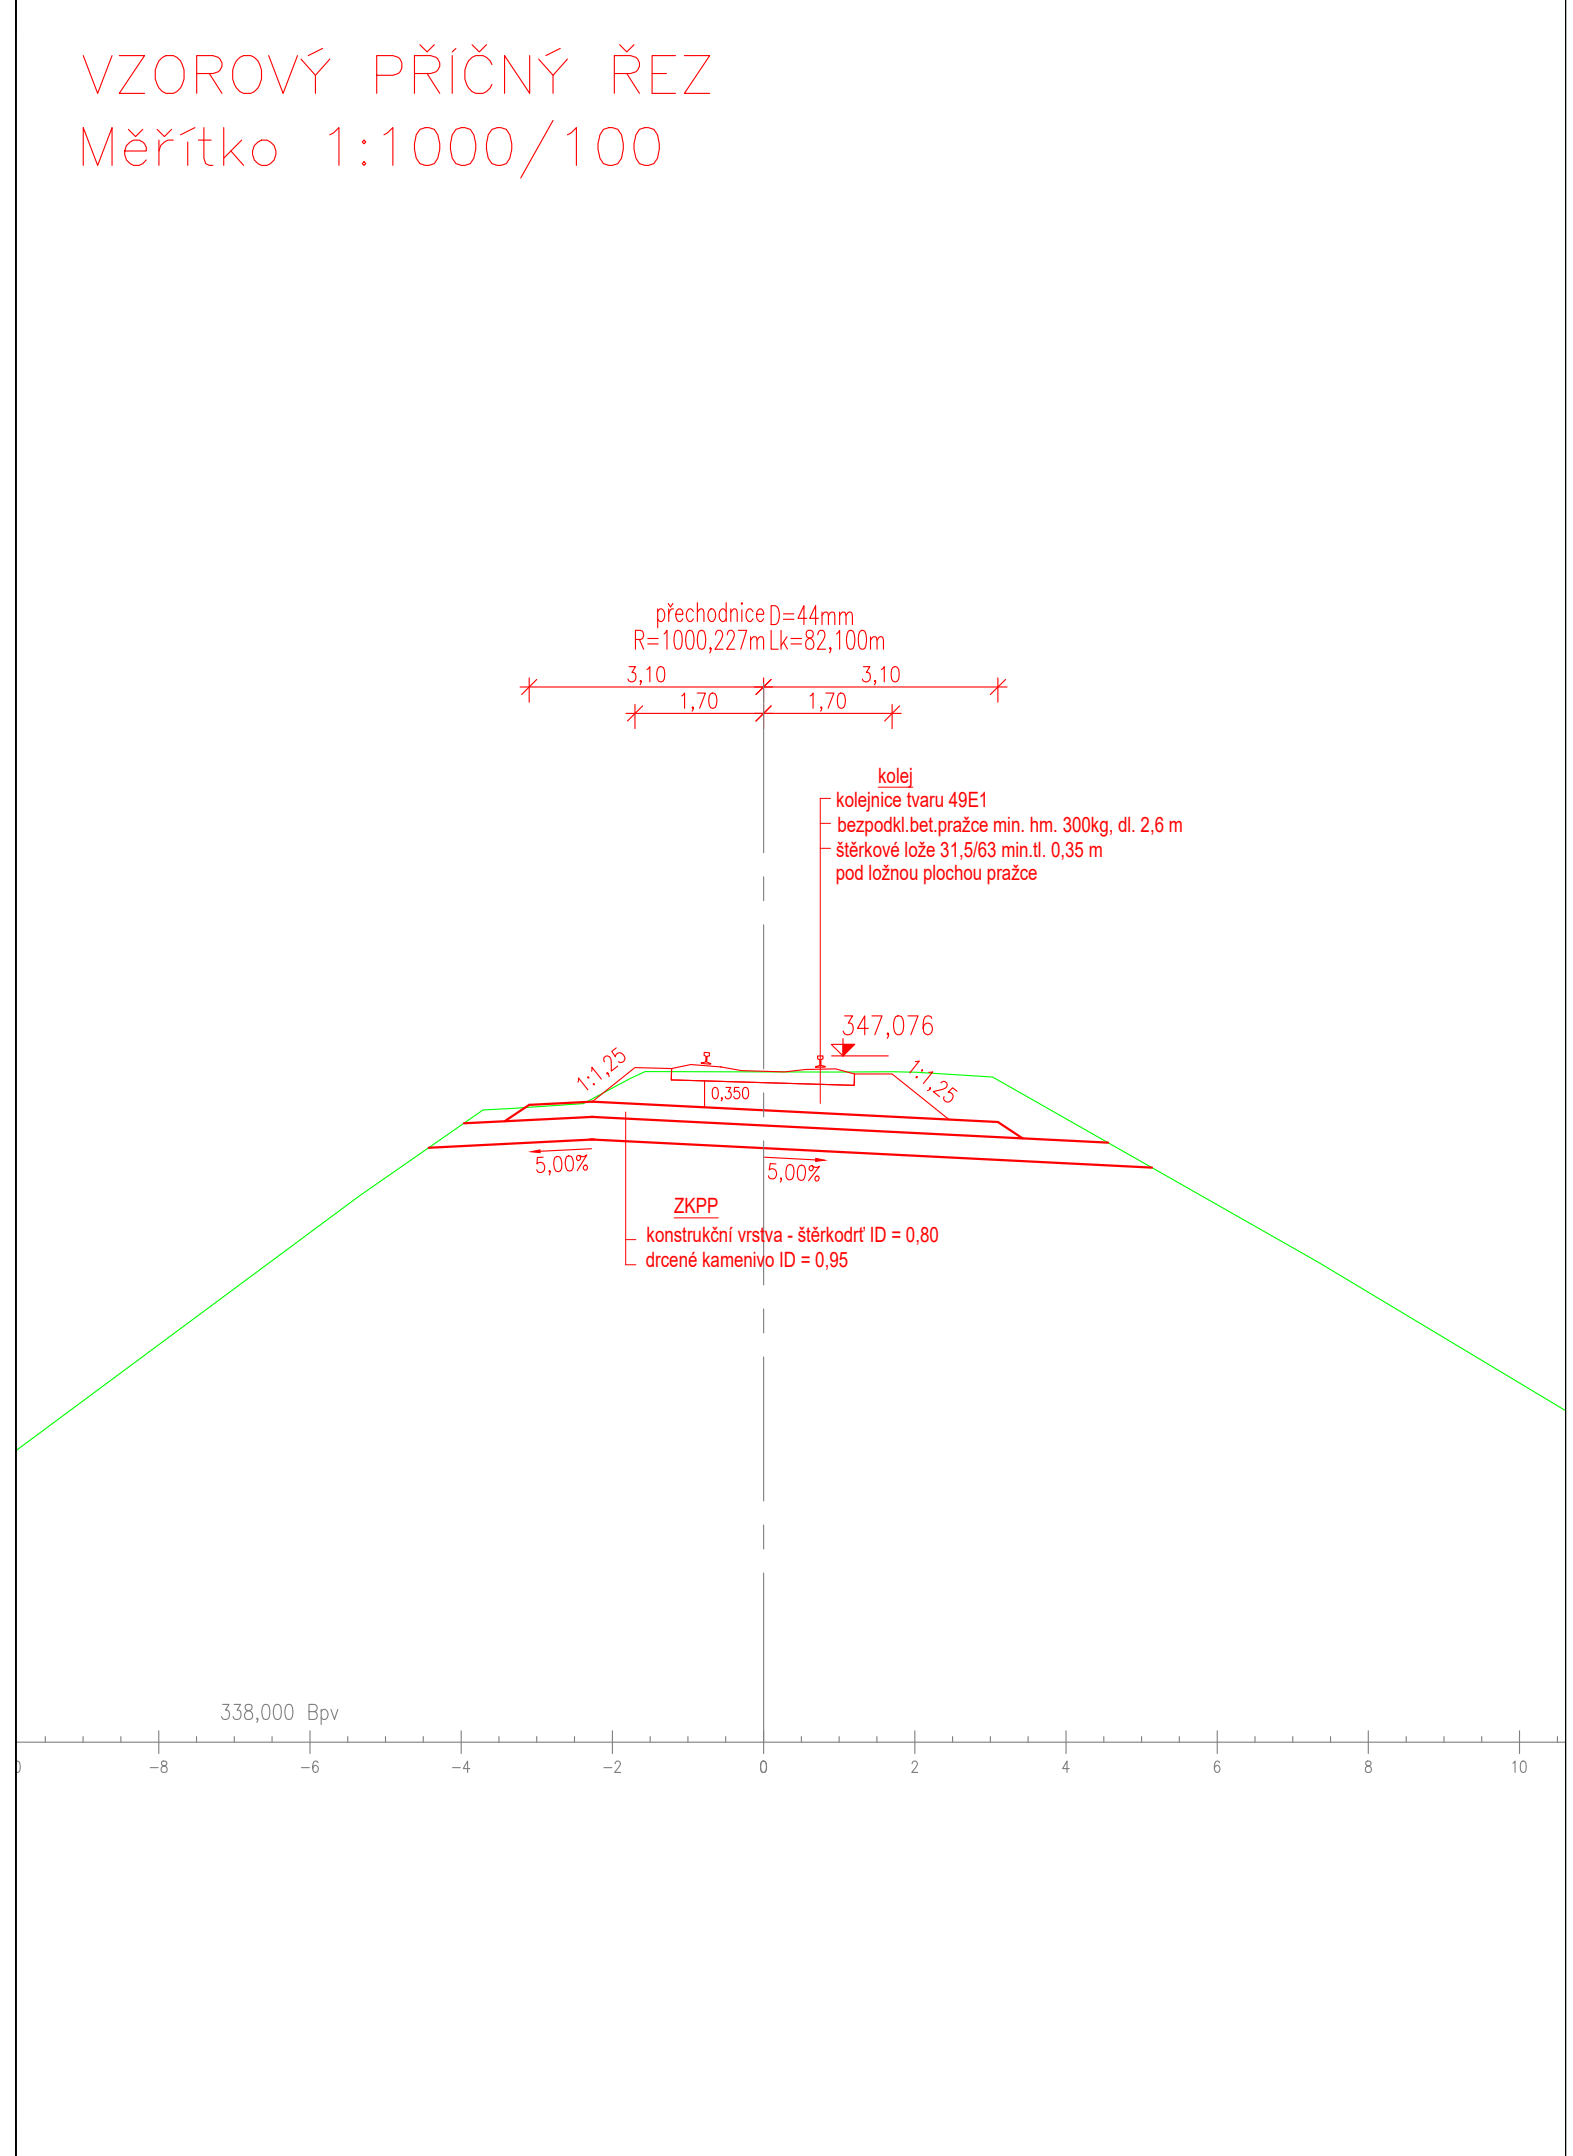 VZOROVÝ PŘÍČNÝ ŘEZ
Měřítko 1:1000/100
přechodnice D=44mm
R=1000,227m Lk=82,100m
3,10 3,10
1,70 1,70
kolej
kolejnice tvaru 49E1
bezpodkl.bet.pražce min. hm. 300kg, dl. 2,6 m
štěrkové lože 31,5/63 min.tl. 0,35 m
pod ložnou plochou pražce
347,076
1:1,25 1:1,25
0,350
5,00% 5,00%
ZKPP
konstrukční vrstva - štěrkodrť ID = 0,80
drcené kamenivo ID = 0,95
338,000 Bpv
-8 -6 -4 -2 0 2 4 6 8 10